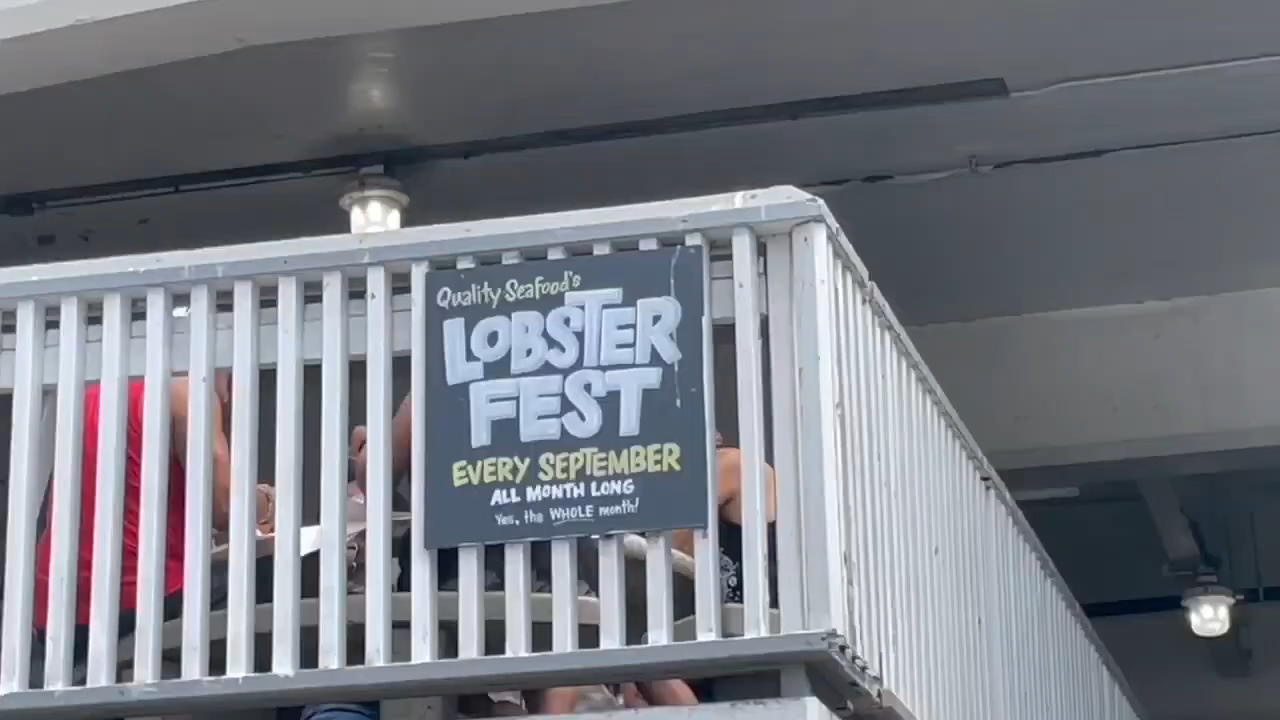 Quality Seafood's
LOBSTER
FEST
EVERY SEPTEMBER
ALL MONTH LONG
Yes, the WHOLE month!